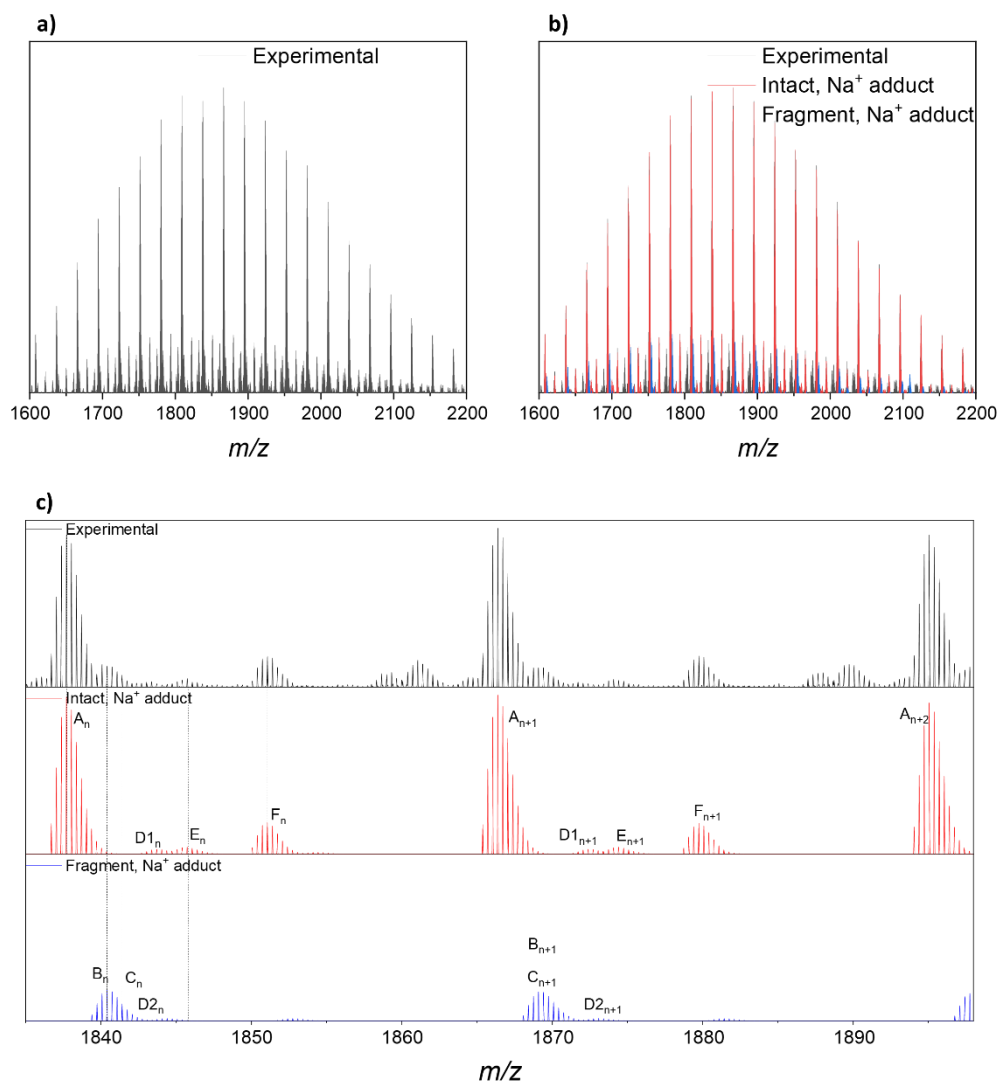 a)
Experimental
1600 1700 1800 1900 2000 2100 2200
m/z
b)
Experimental
Intact, Na⁺ adduct
Fragment, Na⁺ adduct
1600 1700 1800 1900 2000 2100 2200
m/z
c)
Experimental
Intact, Na⁺ adduct
Aₙ Aₙ₊₁ Aₙ₊₂
Fₙ Fₙ₊₁
D1ₙ Eₙ D1ₙ₊₁ Eₙ₊₁
Fragment, Na⁺ adduct
Bₙ₊₁
Bₙ Cₙ Cₙ₊₁
D2ₙ D2ₙ₊₁
1840 1850 1860 1870 1880 1890
m/z